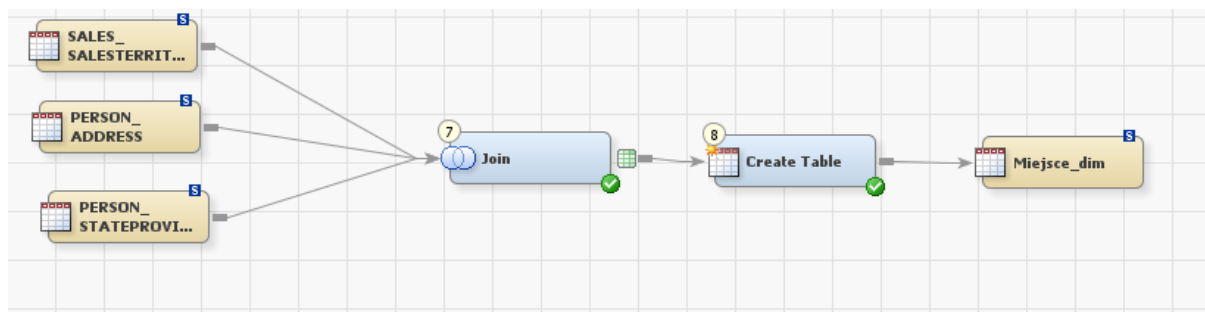 S
SALES_
SALESTERRIT...
S
PERSON_
ADDRESS
S
PERSON_
STATEPROVI...
7
Join
8
Create Table
S
Miejsce_dim